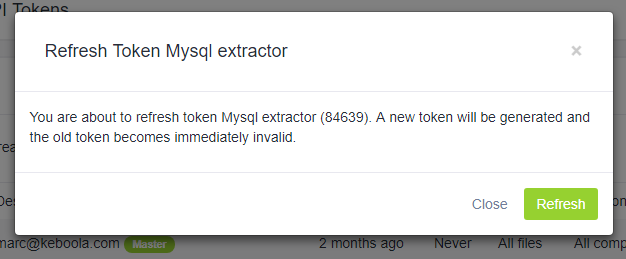 I Tokens
Refresh Token Mysql extractor
×
You are about to refresh token Mysql extractor (84639). A new token will be generated and
the old token becomes immediately invalid.
Close
Refresh
marc@keboola.com Master 2 months ago Never All files All comp